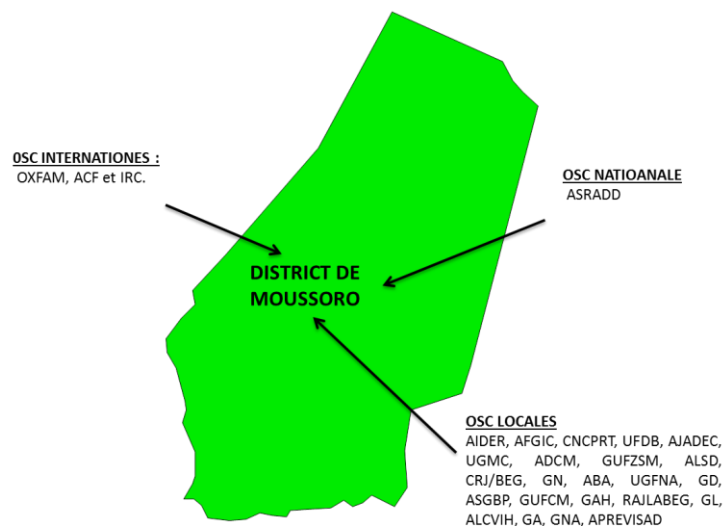 0SC INTERNATIONES :
OXFAM, ACF et IRC.
OSC NATIOANALE
ASRADD
DISTRICT DE
MOUSSORO
OSC LOCALES
AIDER, AFGIC, CNCPRT, UFDB, AJADEC,
UGMC, ADCM, GUFZSM, ALSD,
CRJ/BEG, GN, ABA, UGFNA, GD,
ASGBP, GUFCM, GAH, RAJLABEG, GL,
ALCVIH, GA, GNA, APREVISAD